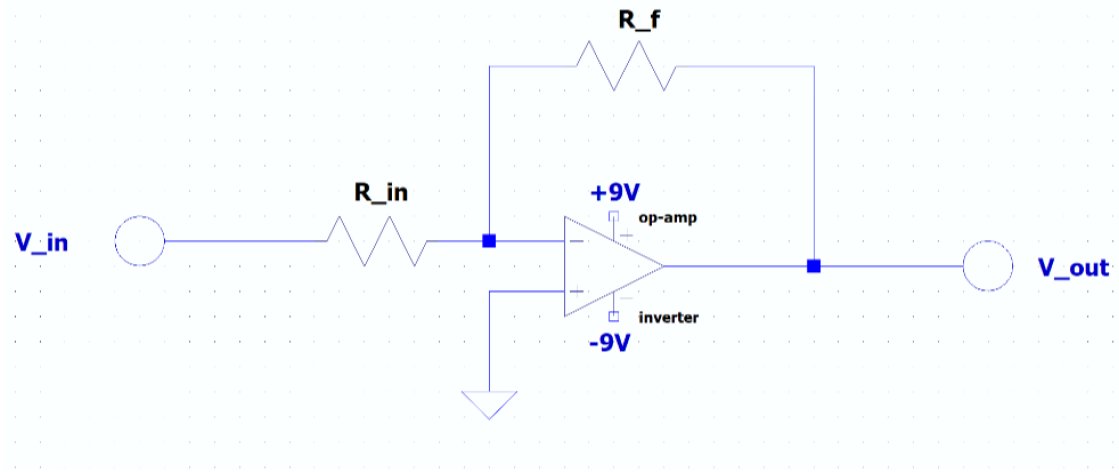 R_f
R_in
+9V
op-amp
V_in
V_out
inverter
-9V